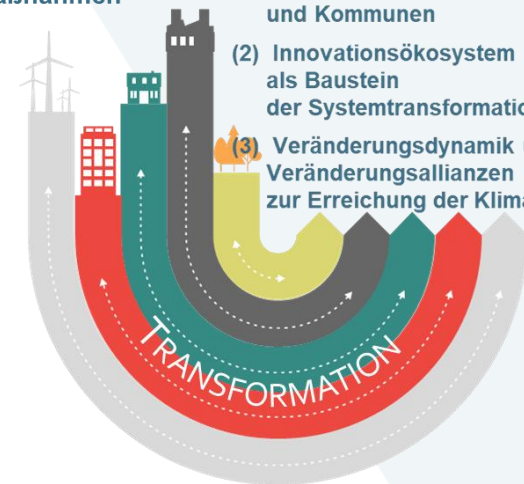 und Kommunen
(2) Innovationsökosystem
als Baustein
der Systemtransformatio
(3) Veränderungsdynamik
Veränderungsallianzen
zur Erreichung der Klima
TRANSFORMATION